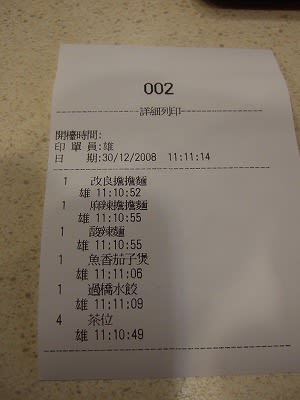 002
詳細列印
開檯時間:
印單員:雄
日 期:30/12/2008 11:11:14
1 改良擔擔麵
雄 11:10:52
1 麻辣擔擔麵
雄 11:10:55
1 酸辣麵
雄 11:10:55
1 魚香茄子煲
雄 11:11:06
1 過橋水餃
雄 11:11:09
4 茶位
雄 11:10:49